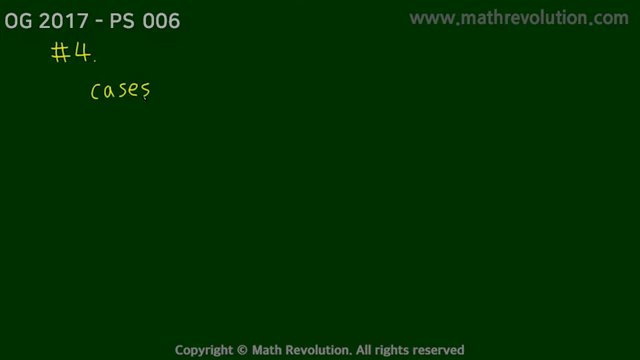 OG 2017 - PS 006
www.mathrevolution.com
#4.
cases
Copyright © Math Revolution. All rights reserved